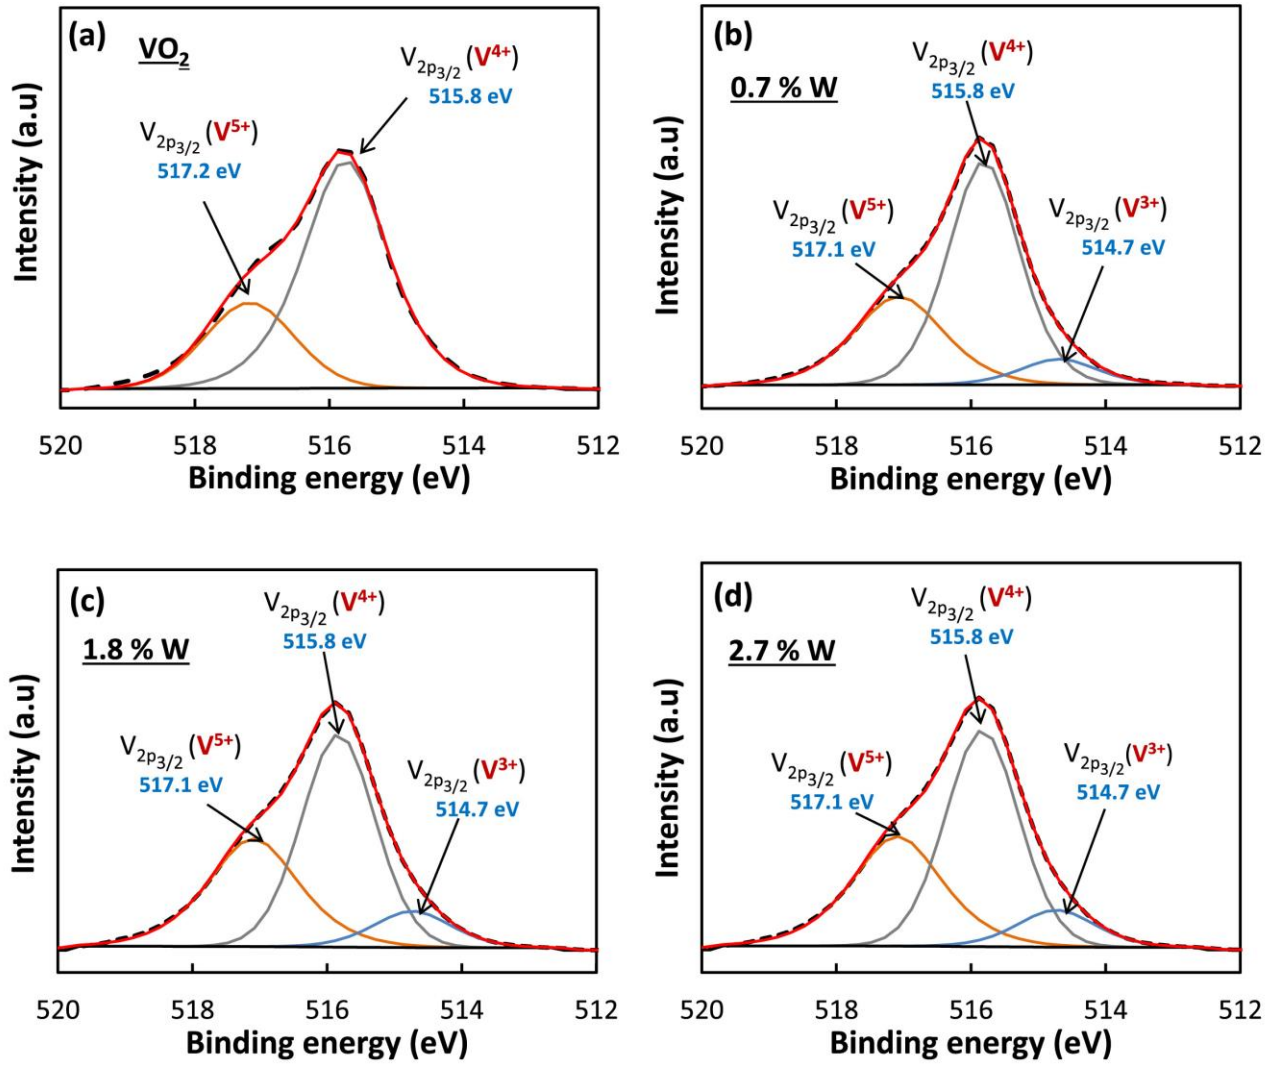 (a)
VO2
V2p3/2 (V4+)
515.8 eV
V2p3/2 (V5+)
517.2 eV
Intensity (a.u)
520 518 516 514 512
Binding energy (eV)
(b)
0.7 % W
V2p3/2 (V4+)
515.8 eV
V2p3/2 (V5+)
517.1 eV
V2p3/2 (V3+)
514.7 eV
Intensity (a.u)
520 518 516 514 512
Binding energy (eV)
(c)
1.8 % W
V2p3/2 (V4+)
515.8 eV
V2p3/2 (V5+)
517.1 eV
V2p3/2 (V3+)
514.7 eV
Intensity (a.u)
520 518 516 514 512
Binding energy (eV)
(d)
2.7 % W
V2p3/2 (V4+)
515.8 eV
V2p3/2 (V5+)
517.1 eV
V2p3/2 (V3+)
514.7 eV
Intensity (a.u)
520 518 516 514 512
Binding energy (eV)